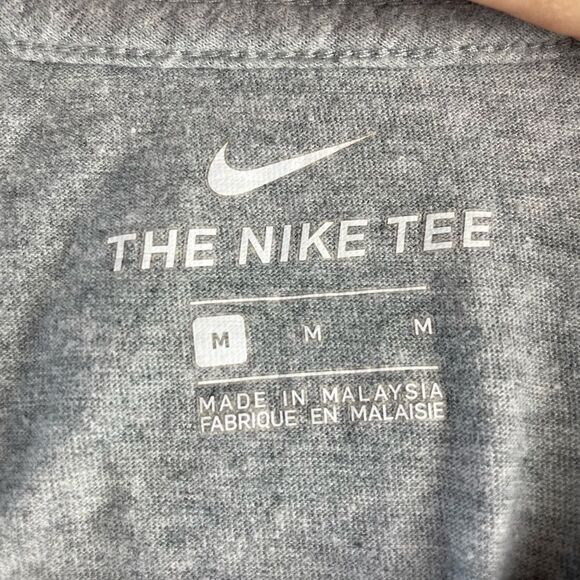 THE NIKE TEE
M M M
MADE IN MALAYSIA
FABRIQUE EN MALAISIE